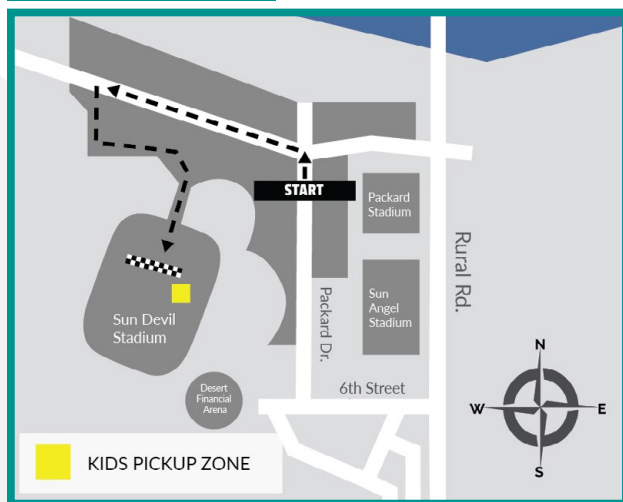 START
Packard
Stadium
Rural Rd.
Sun
Angel
Stadium
Packard Dr.
Sun Devil
Stadium
6th Street
Desert
Financial
Arena
N
W
E
S
KIDS PICKUP ZONE